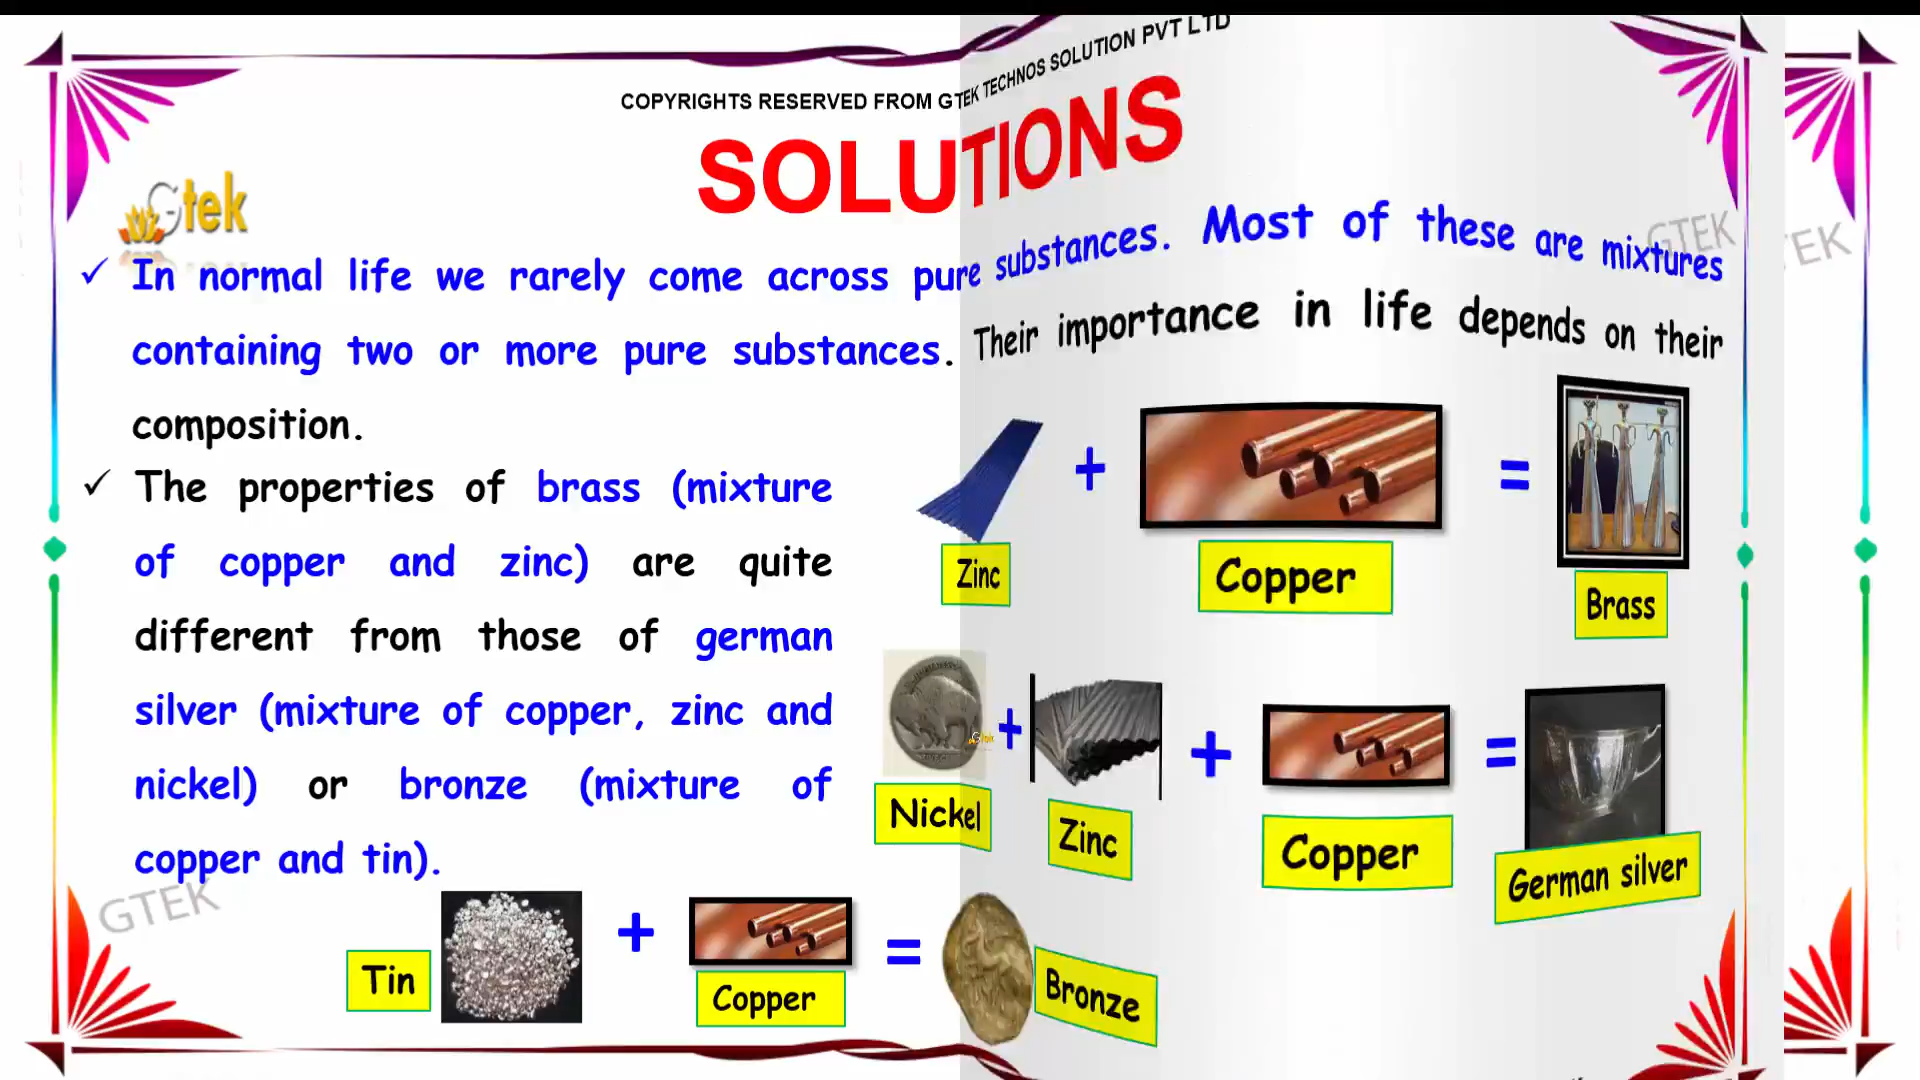 COPYRIGHTS RESERVED FROM GTEK TECHNOS SOLUTION PVT LTD
SOLUTIONS
Gtek
GTEK
TEK
✓ In normal life we rarely come across pure substances. Most of these are mixtures
containing two or more pure substances. Their importance in life depends on their
composition.
✓ The properties of brass (mixture
of copper and zinc) are quite
different from those of german
silver (mixture of copper, zinc and
nickel) or bronze (mixture of
copper and tin).
+
=
Zinc
Copper
Brass
+
+
=
Nickel
Zinc
Copper
German silver
GTEK
+
=
Tin
Copper
Bronze